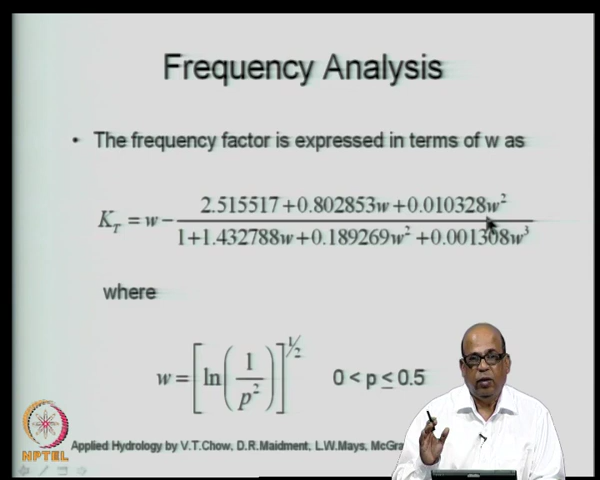 Frequency Analysis
• The frequency factor is expressed in terms of w as
K_T = w − (2.515517 + 0.802853w + 0.010328w²) / (1 + 1.432788w + 0.189269w² + 0.001308w³)
where
w = [ln(1/p²)]^½    0 < p ≤ 0.5
Applied Hydrology by V.T.Chow, D.R.Maidment, L.W.Mays, McGra
NPTEL